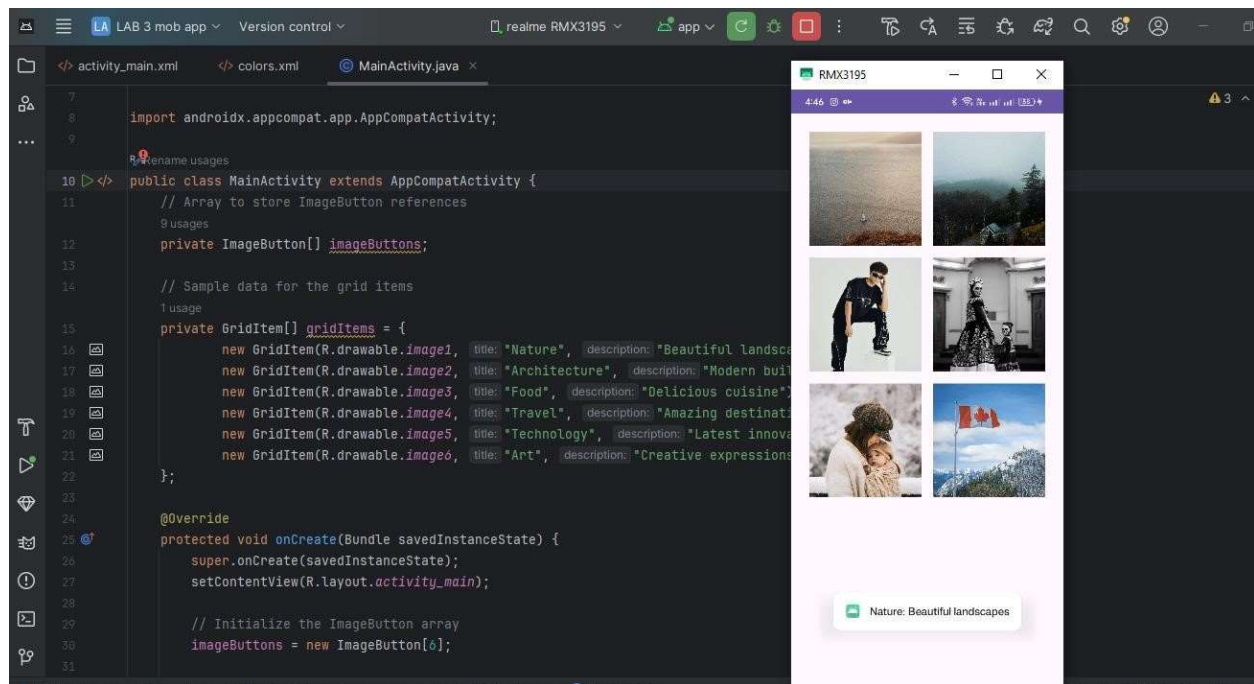 LA LAB 3 mob app Version control realme RMX3195 app
activity_main.xml colors.xml MainActivity.java
7
8 import androidx.appcompat.app.AppCompatActivity;
9
Rename usages
10 public class MainActivity extends AppCompatActivity {
11 // Array to store ImageButton references
9 usages
12 private ImageButton[] imageButtons;
13
14 // Sample data for the grid items
1 usage
15 private GridItem[] gridItems = {
16 new GridItem(R.drawable.image1, title: "Nature", description: "Beautiful landsca
17 new GridItem(R.drawable.image2, title: "Architecture", description: "Modern buil
18 new GridItem(R.drawable.image3, title: "Food", description: "Delicious cuisine")
19 new GridItem(R.drawable.image4, title: "Travel", description: "Amazing destinati
20 new GridItem(R.drawable.image5, title: "Technology", description: "Latest innova
21 new GridItem(R.drawable.image6, title: "Art", description: "Creative expressions
22 };
23
24 @Override
25 protected void onCreate(Bundle savedInstanceState) {
26 super.onCreate(savedInstanceState);
27 setContentView(R.layout.activity_main);
28
29 // Initialize the ImageButton array
30 imageButtons = new ImageButton[6];
31
RMX3195
4:46
3
Nature: Beautiful landscapes